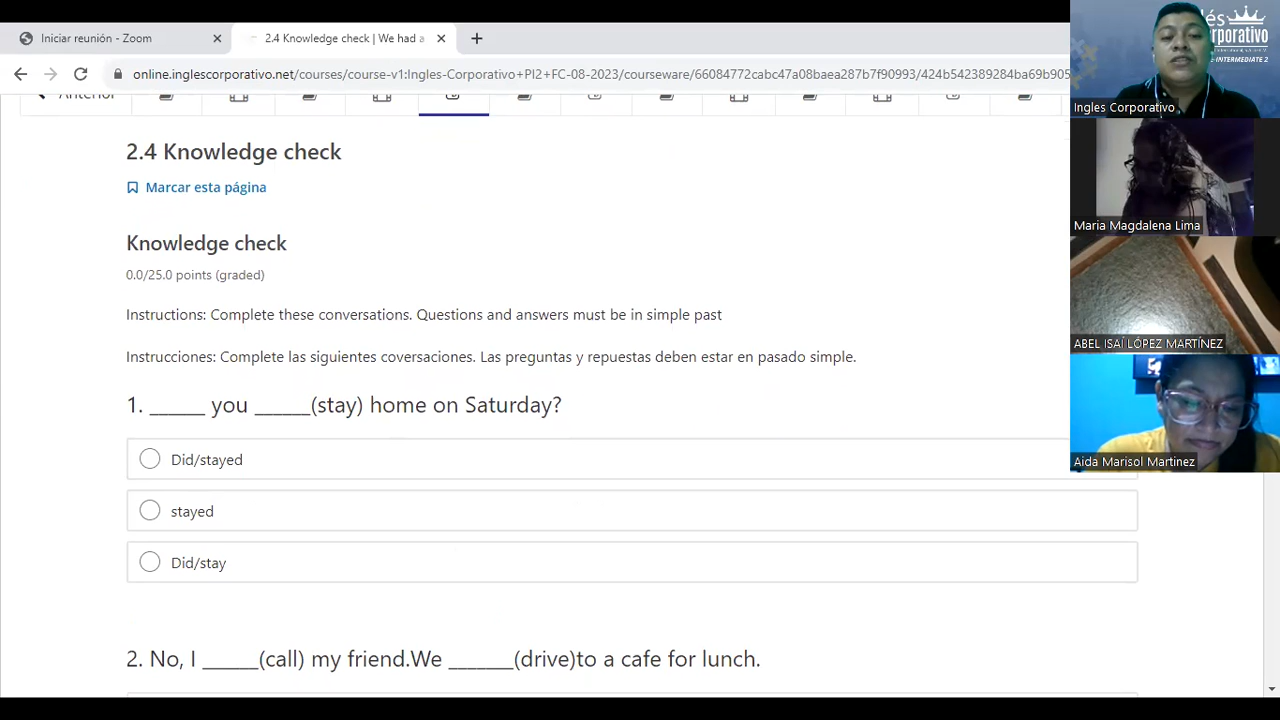 Iniciar reunión - Zoom
2.4 Knowledge check | We had a
online.inglescorporativo.net/courses/course-v1:Ingles-Corporativo+PI2+FC-08-2023/courseware/66084772cabc47a08baea287b7f90993/424b542389284ba69b905
Anterior
2.4 Knowledge check
Marcar esta página
Knowledge check
0.0/25.0 points (graded)
Instructions: Complete these conversations. Questions and answers must be in simple past
Instrucciones: Complete las siguientes coversaciones. Las preguntas y repuestas deben estar en pasado simple.
1. ______ you ______(stay) home on Saturday?
Did/stayed
stayed
Did/stay
2. No, I ______(call) my friend.We _______(drive)to a cafe for lunch.
Ingles Corporativo
Maria Magdalena Lima
ABEL ISAÍ LÓPEZ MARTÍNEZ
Aida Marisol Martinez